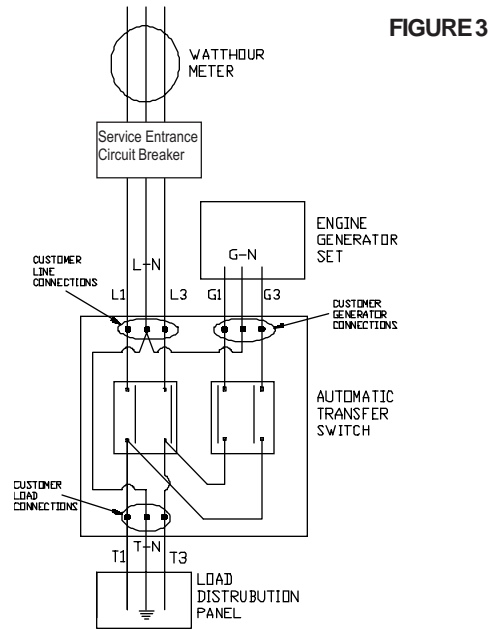 FIGURE 3
WATTHOUR
METER
Service Entrance
Circuit Breaker
ENGINE
GENERATOR
SET
G-N
CUSTOMER
LINE
CONNECTIONS
L-N
L1
L3
G1
G3
CUSTOMER
GENERATOR
CONNECTIONS
AUTOMATIC
TRANSFER
SWITCH
CUSTOMER
LOAD
CONNECTIONS
T1
T-N
T3
LOAD
DISTRUBUTION
PANEL